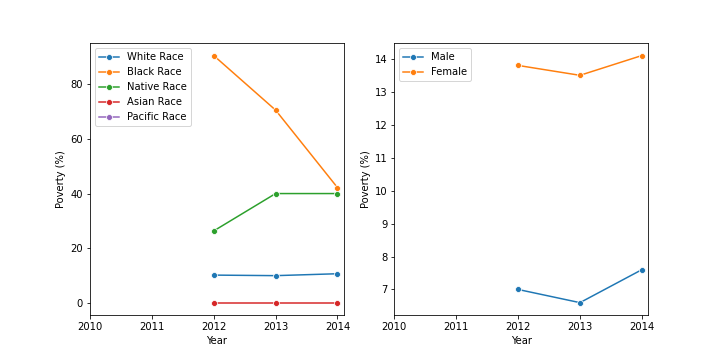 White Race
Black Race
Native Race
Asian Race
Pacific Race
80
60
40
20
0
Poverty (%)
2010 2011 2012 2013 2014
Year
Male
Female
14
13
12
11
10
9
8
7
Poverty (%)
2010 2011 2012 2013 2014
Year